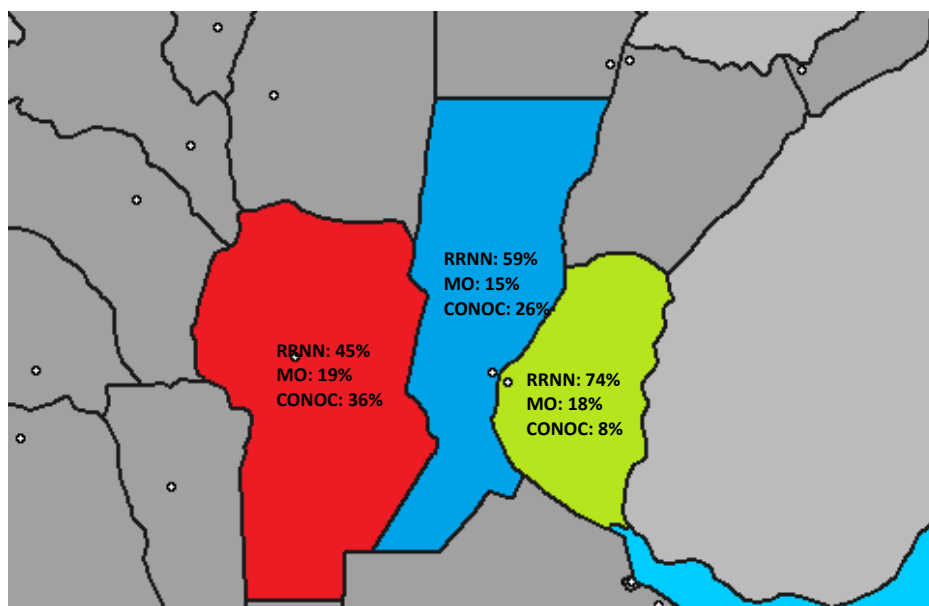 RRNN: 45%
MO: 19%
CONOC: 36%
RRNN: 59%
MO: 15%
CONOC: 26%
RRNN: 74%
MO: 18%
CONOC: 8%